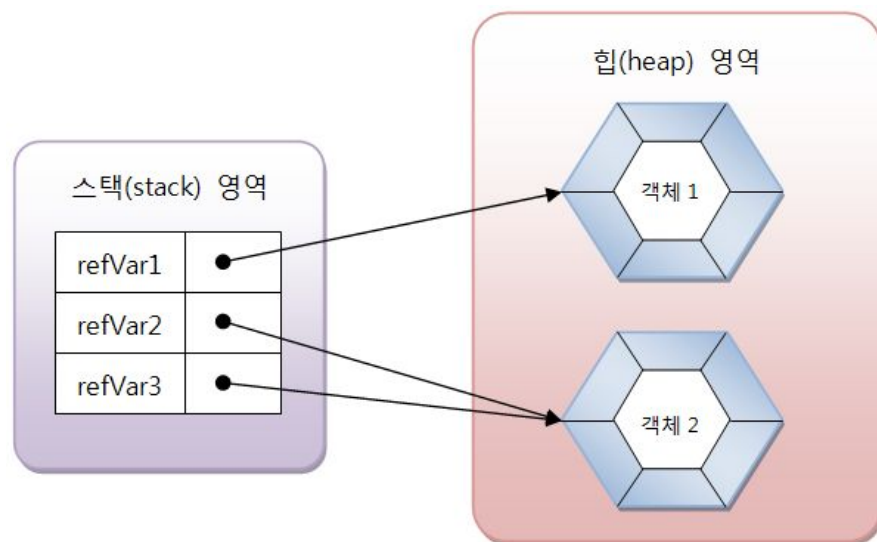 힙(heap) 영역
객체 1
스택(stack) 영역
refVar1
refVar2
refVar3
객체 2